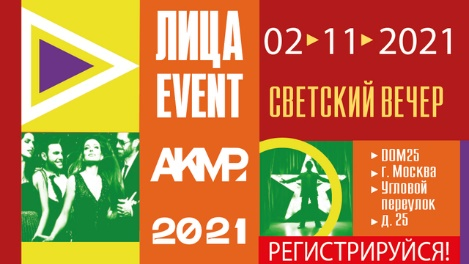 ЛИЦА
EVENT
АКМР
2021
02 11 2021
СВЕТСКИЙ ВЕЧЕР
DOM25
г. Москва
Угловой
переулок
д. 25
РЕГИСТРИРУЙСЯ!